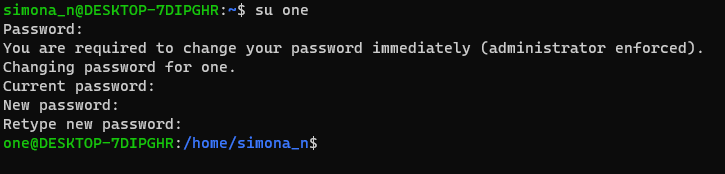 simona_n@DESKTOP-7DIPGHR:~$ su one
Password:
You are required to change your password immediately (administrator enforced).
Changing password for one.
Current password:
New password:
Retype new password:
one@DESKTOP-7DIPGHR:/home/simona_n$